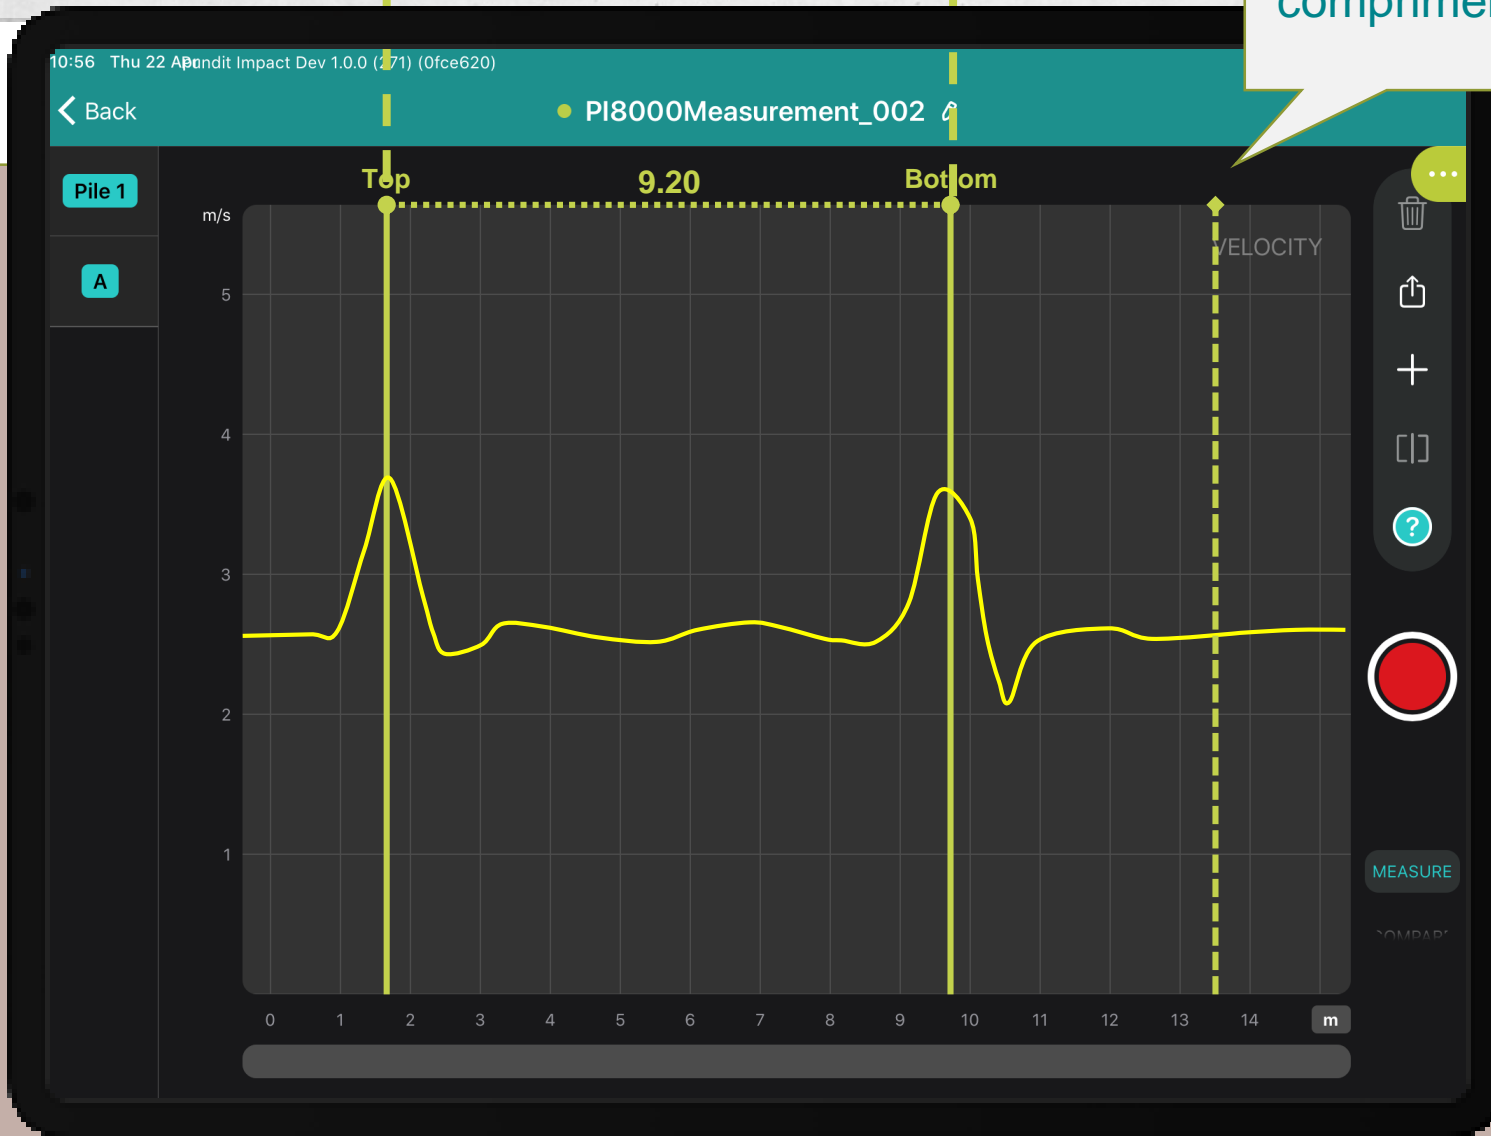 comprimen
10:56 Thu 22 Apr
Pundit Impact Dev 1.0.0 (271) (0fce620)
Back
PI8000Measurement_002
Pile 1
A
Top
9.20
Bottom
m/s
VELOCITY
5
4
3
2
1
0 1 2 3 4 5 6 7 8 9 10 11 12 13 14 m
?
MEASURE